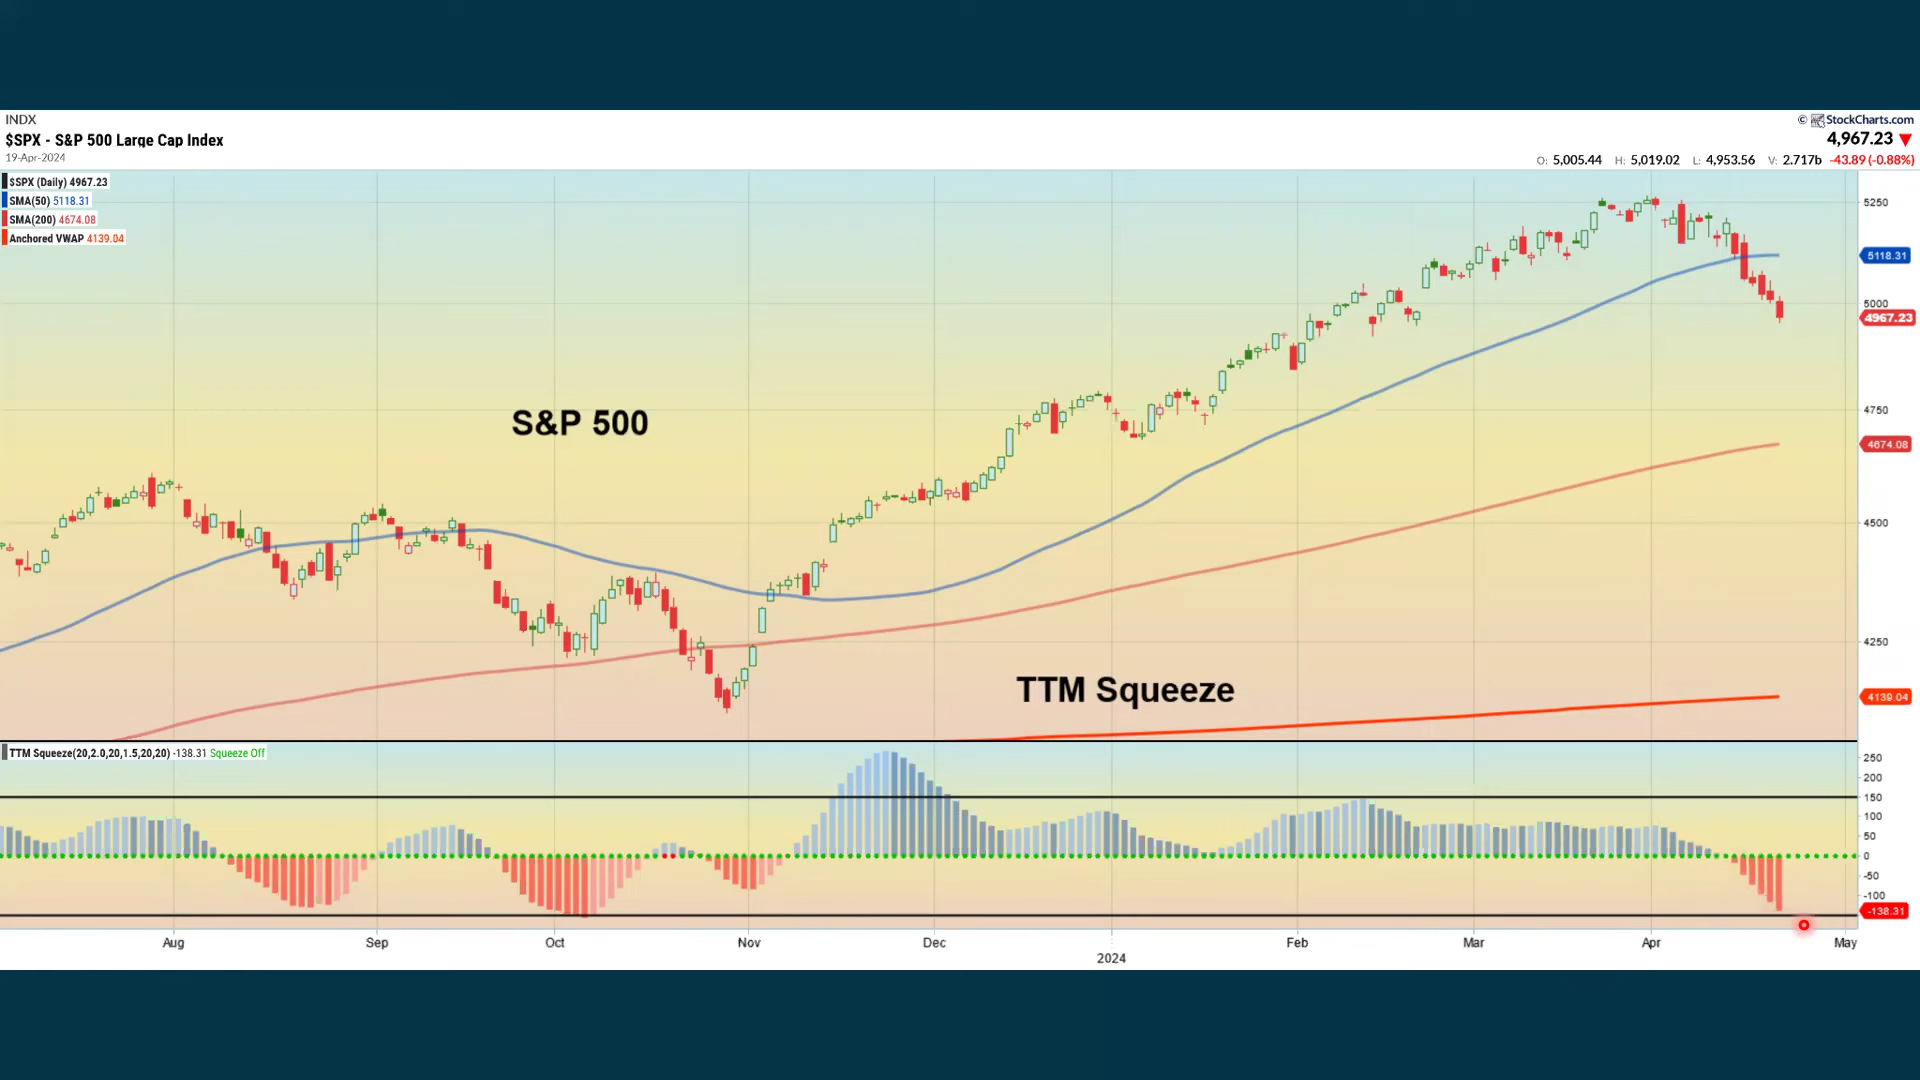 INDX
© StockCharts.com
$SPX - S&P 500 Large Cap Index
4,967.23 ▼
19-Apr-2024
O: 5,005.44 H: 5,019.02 L: 4,953.56 V: 2.717b -43.89 (-0.88%)
$SPX (Daily) 4967.23
SMA(50) 5118.31
SMA(200) 4674.08
Anchored VWAP 4139.04
5250
5118.31
5000
4967.23
4750
4674.08
4500
4250
4139.04
S&P 500
TTM Squeeze
TTM Squeeze(20,2.0,20,1.5,20,20) -138.31 Squeeze Off
250
200
150
100
50
0
-50
-100
-138.31
Aug Sep Oct Nov Dec Feb Mar Apr May
2024